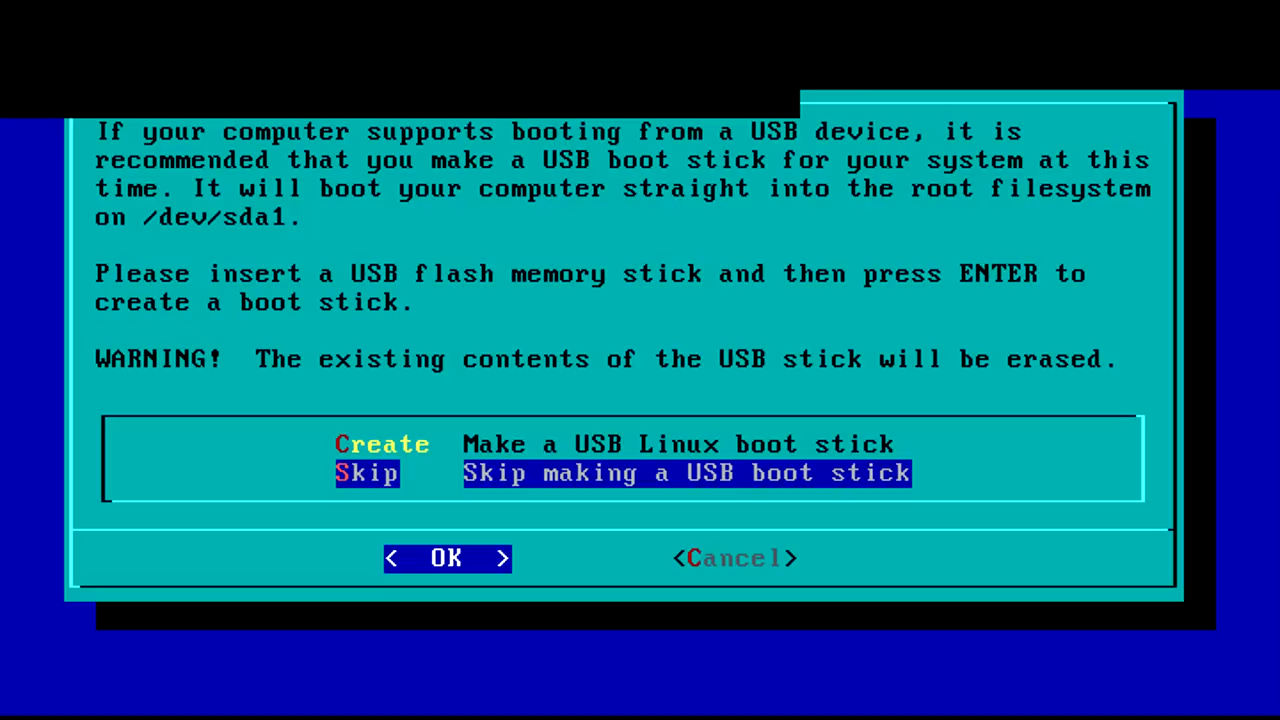 If your computer supports booting from a USB device, it is
recommended that you make a USB boot stick for your system at this
time. It will boot your computer straight into the root filesystem
on /dev/sda1.
Please insert a USB flash memory stick and then press ENTER to
create a boot stick.
WARNING!  The existing contents of the USB stick will be erased.
Create  Make a USB Linux boot stick
Skip  Skip making a USB boot stick
<  OK  > <Cancel>